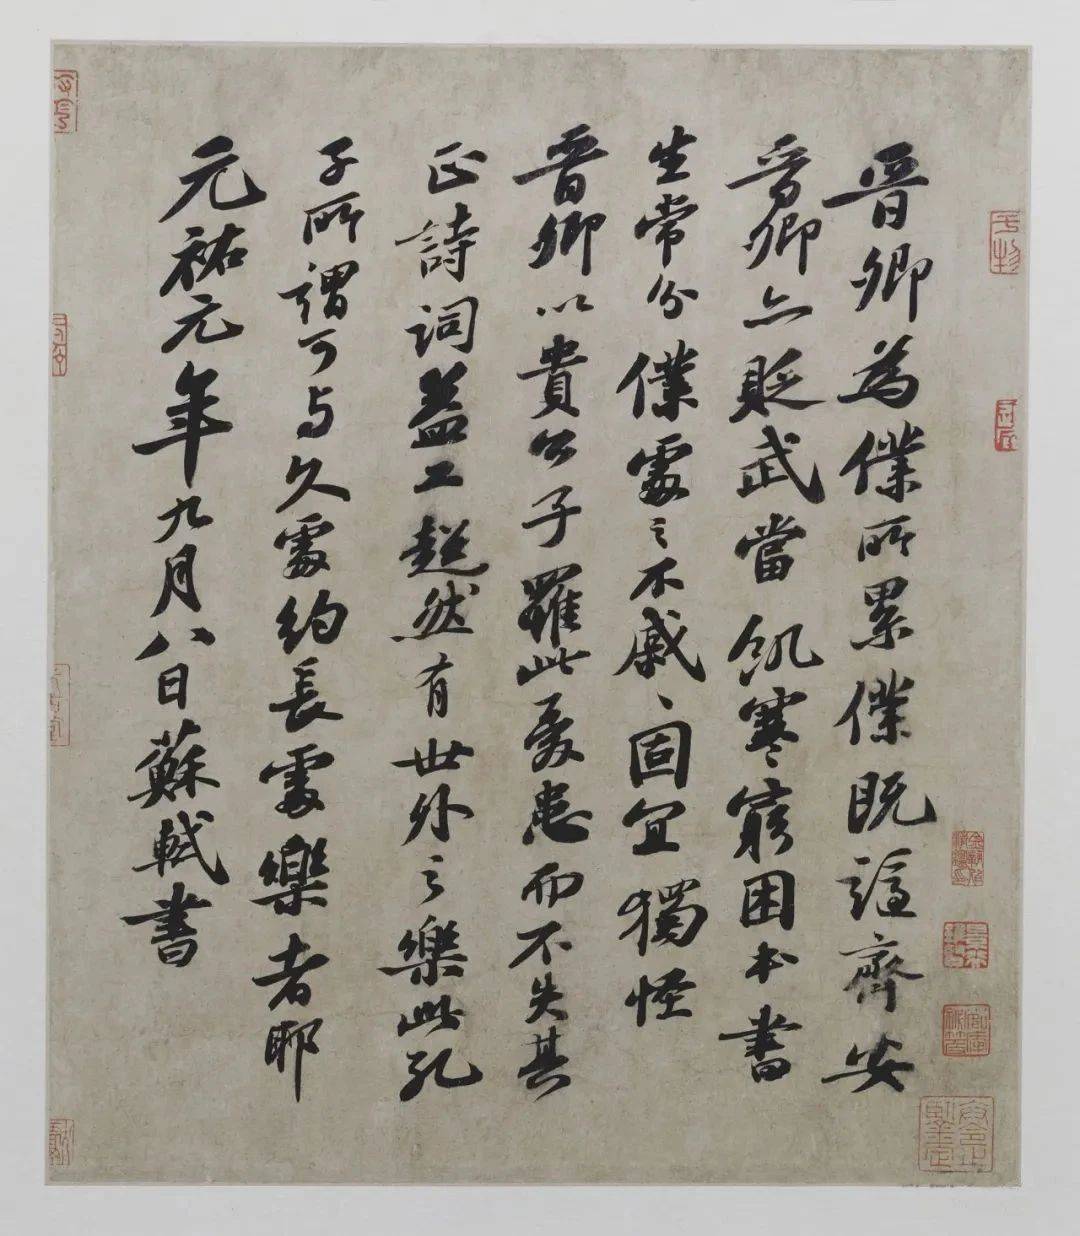 晉卿為僕所累僕既謫齊安
晉卿亦貶武當飢寒窮困本書
生常分僕處之不戚戚固宜獨怪
晉卿以貴公子罹此憂患而不失其
正詩詞益工超然有世外之樂此孔
子所謂可與久處約長處樂者耶
元祐元年九月八日蘇軾書